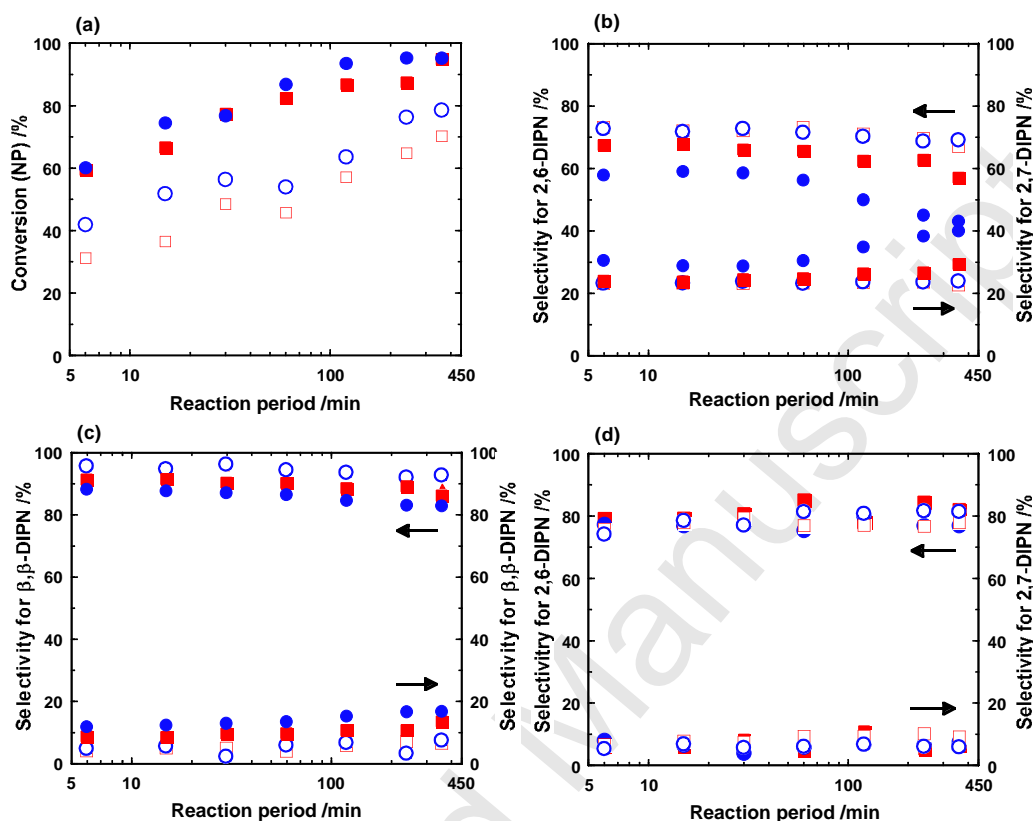 (a)
100
80
60
40
20
0
Conversion (NP) /%
5 10 100 450
Reaction period /min
(b)
100 100
80 80
60 60
40 40
20 20
0 0
Selectivity for 2,6-DIPN /%
Selectivity for 2,7-DIPN /%
5 10 100 450
Reaction period /min
(c)
100 100
80 80
60 60
40 40
20 20
0 0
Selectivity for β,β-DIPN /%
Selectivity for β,β-DIPN /%
5 10 100 450
Reaction period /min
(d)
100 100
80 80
60 60
40 40
20 20
0 0
Selectivitry for 2,6-DIPN /%
Selectivity for 2,7-DIPN /%
5 10 100 450
Reaction period /min
d Manuscript